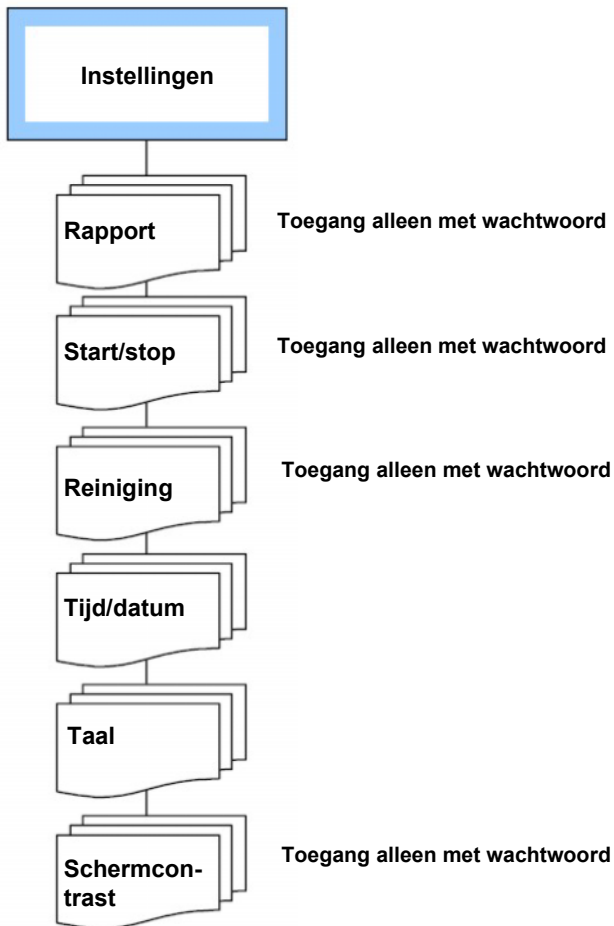 Instellingen
Rapport
Toegang alleen met wachtwoord
Start/stop
Toegang alleen met wachtwoord
Reiniging
Toegang alleen met wachtwoord
Tijd/datum
Taal
Schermcon-
trast
Toegang alleen met wachtwoord